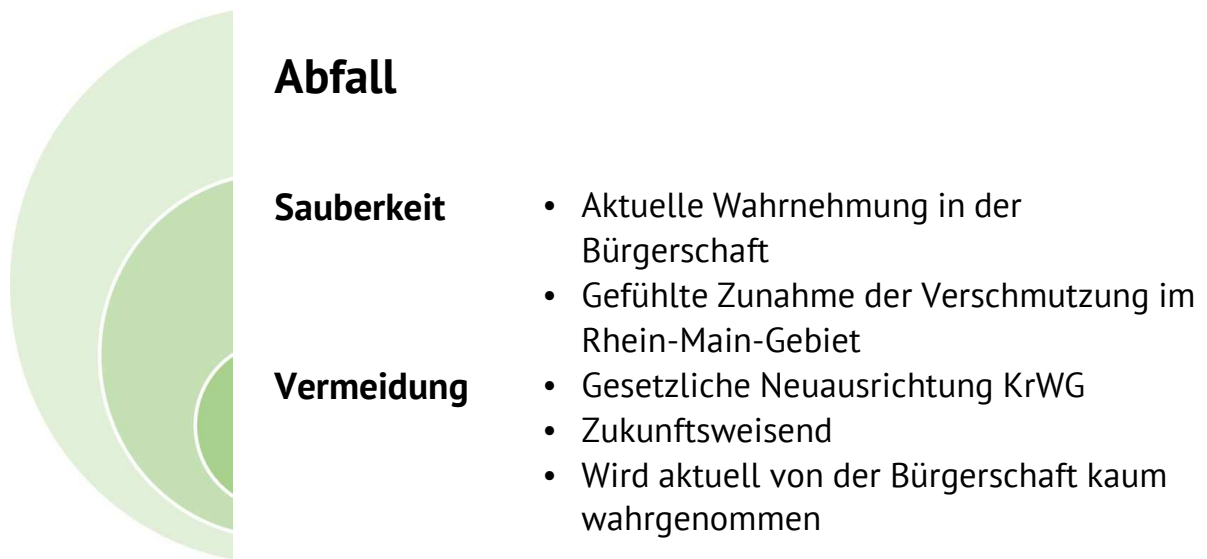 Abfall
Sauberkeit
• Aktuelle Wahrnehmung in der
Bürgerschaft
• Gefühlte Zunahme der Verschmutzung im
Rhein-Main-Gebiet
Vermeidung
• Gesetzliche Neuausrichtung KrWG
• Zukunftsweisend
• Wird aktuell von der Bürgerschaft kaum
wahrgenommen